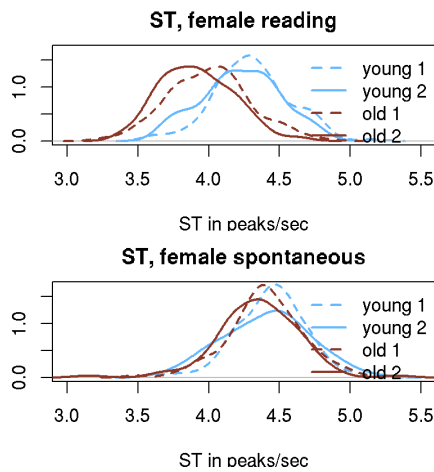 ST, female reading
young 1
young 2
old 1
old 2
0.0 1.0
3.0 3.5 4.0 4.5 5.0 5.5
ST in peaks/sec
ST, female spontaneous
young 1
young 2
old 1
old 2
0.0 1.0
3.0 3.5 4.0 4.5 5.0 5.5
ST in peaks/sec